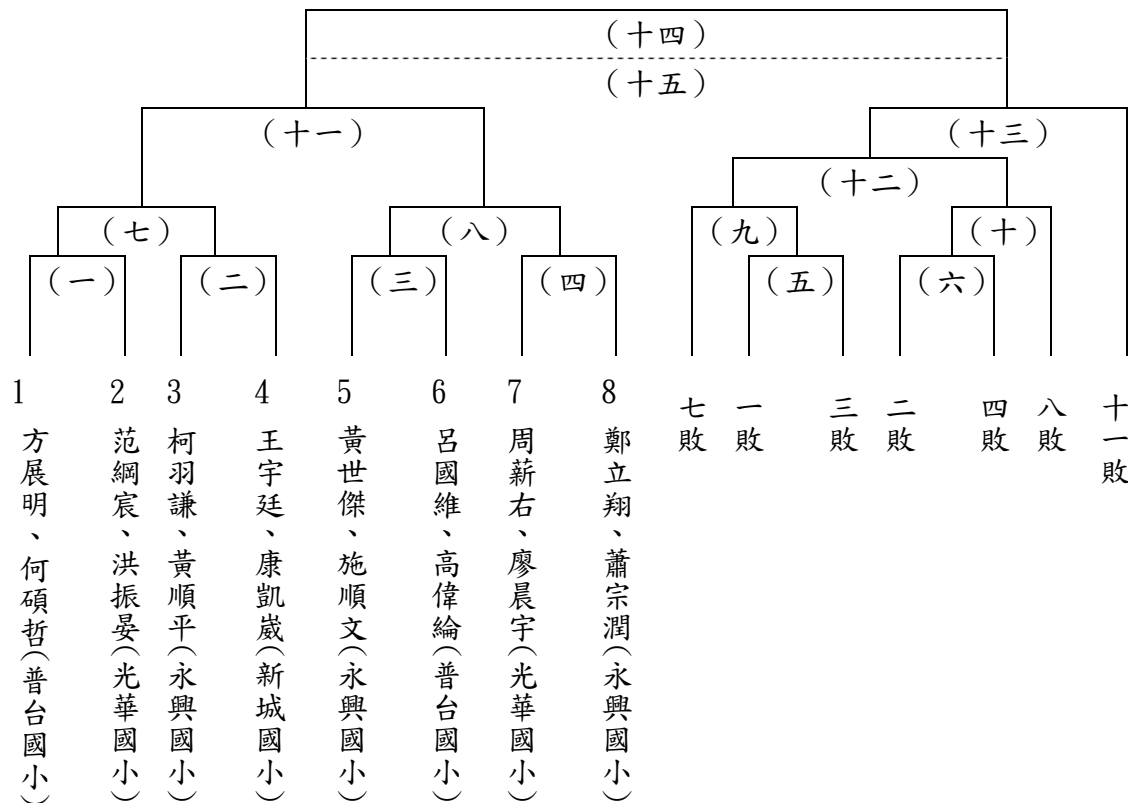 （十四）
（十五）
（十一）
（十三）
（十二）
（七）
（八）
（九）
（十）
（一）
（二）
（三）
（四）
（五）
（六）
1
2
3
4
5
6
7
8
方展明、何碩哲（普台國小）
范綱宸、洪振晏（光華國小）
柯羽謙、黃順平（永興國小）
王宇廷、康凱崴（新城國小）
黃世傑、施順文（永興國小）
呂國維、高偉綸（普台國小）
周薪右、廖晨宇（光華國小）
鄭立翔、蕭宗潤（永興國小）
七敗
一敗
三敗
二敗
四敗
八敗
十一敗